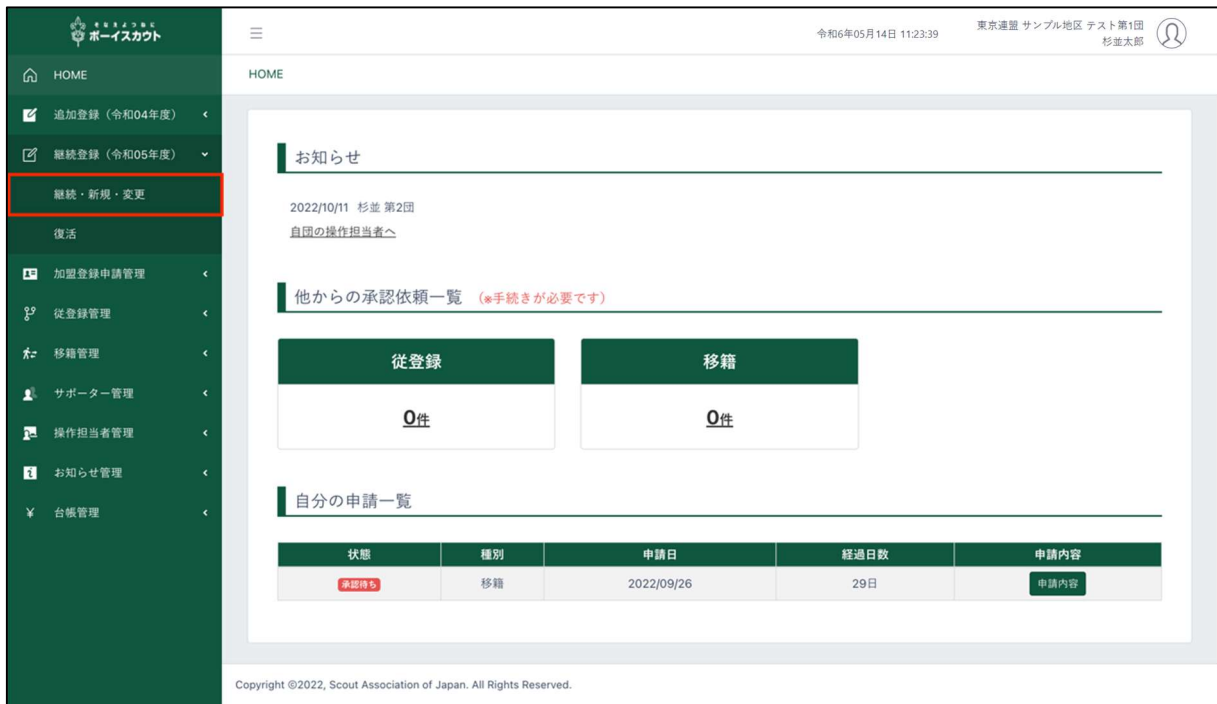 そなえよつねに
ボーイスカウト
令和6年05月14日 11:23:39
東京連盟 サンプル地区 テスト第1団
杉並太郎
HOME
追加登録（令和04年度）
継続登録（令和05年度）
継続・新規・変更
復活
加盟登録申請管理
従登録管理
移籍管理
サポーター管理
操作担当者管理
お知らせ管理
台帳管理
HOME
お知らせ
2022/10/11 杉並 第2団
自団の操作担当者へ
他からの承認依頼一覧 （※手続きが必要です）
従登録 移籍
0件 0件
自分の申請一覧
状態 種別 申請日 経過日数 申請内容
承認待ち 移籍 2022/09/26 29日 申請内容
Copyright ©2022, Scout Association of Japan. All Rights Reserved.